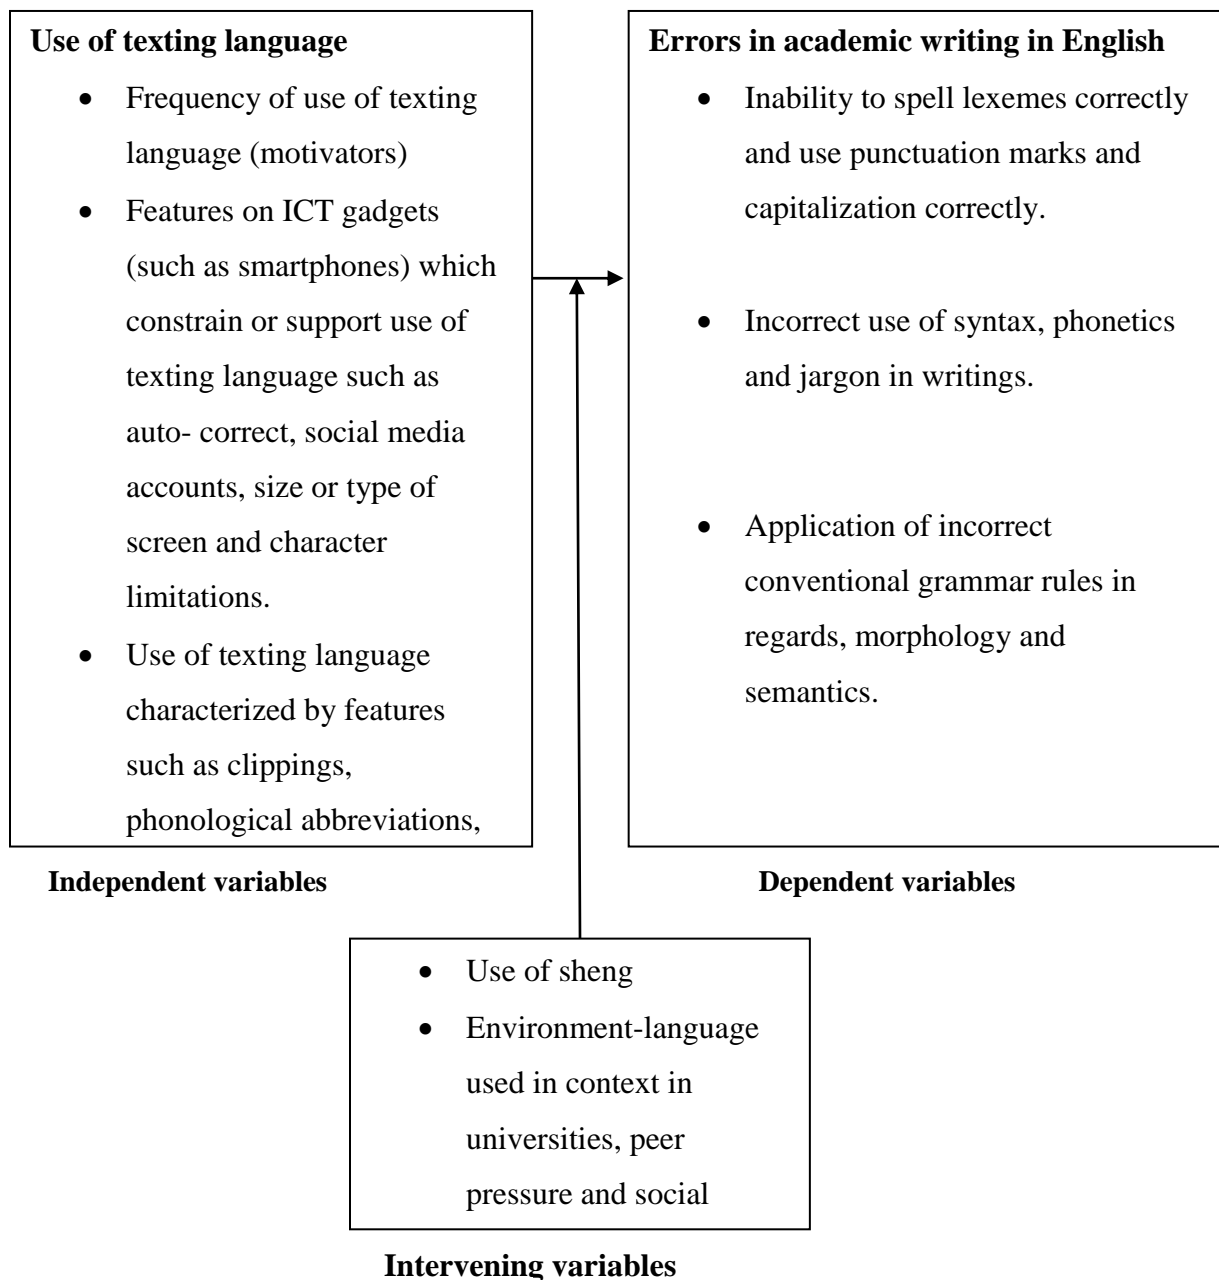 Use of texting language
• Frequency of use of texting
language (motivators)
• Features on ICT gadgets
(such as smartphones) which
constrain or support use of
texting language such as
auto- correct, social media
accounts, size or type of
screen and character
limitations.
• Use of texting language
characterized by features
such as clippings,
phonological abbreviations,
Independent variables
Errors in academic writing in English
• Inability to spell lexemes correctly
and use punctuation marks and
capitalization correctly.
• Incorrect use of syntax, phonetics
and jargon in writings.
• Application of incorrect
conventional grammar rules in
regards, morphology and
semantics.
Dependent variables
• Use of sheng
• Environment-language
used in context in
universities, peer
pressure and social
Intervening variables